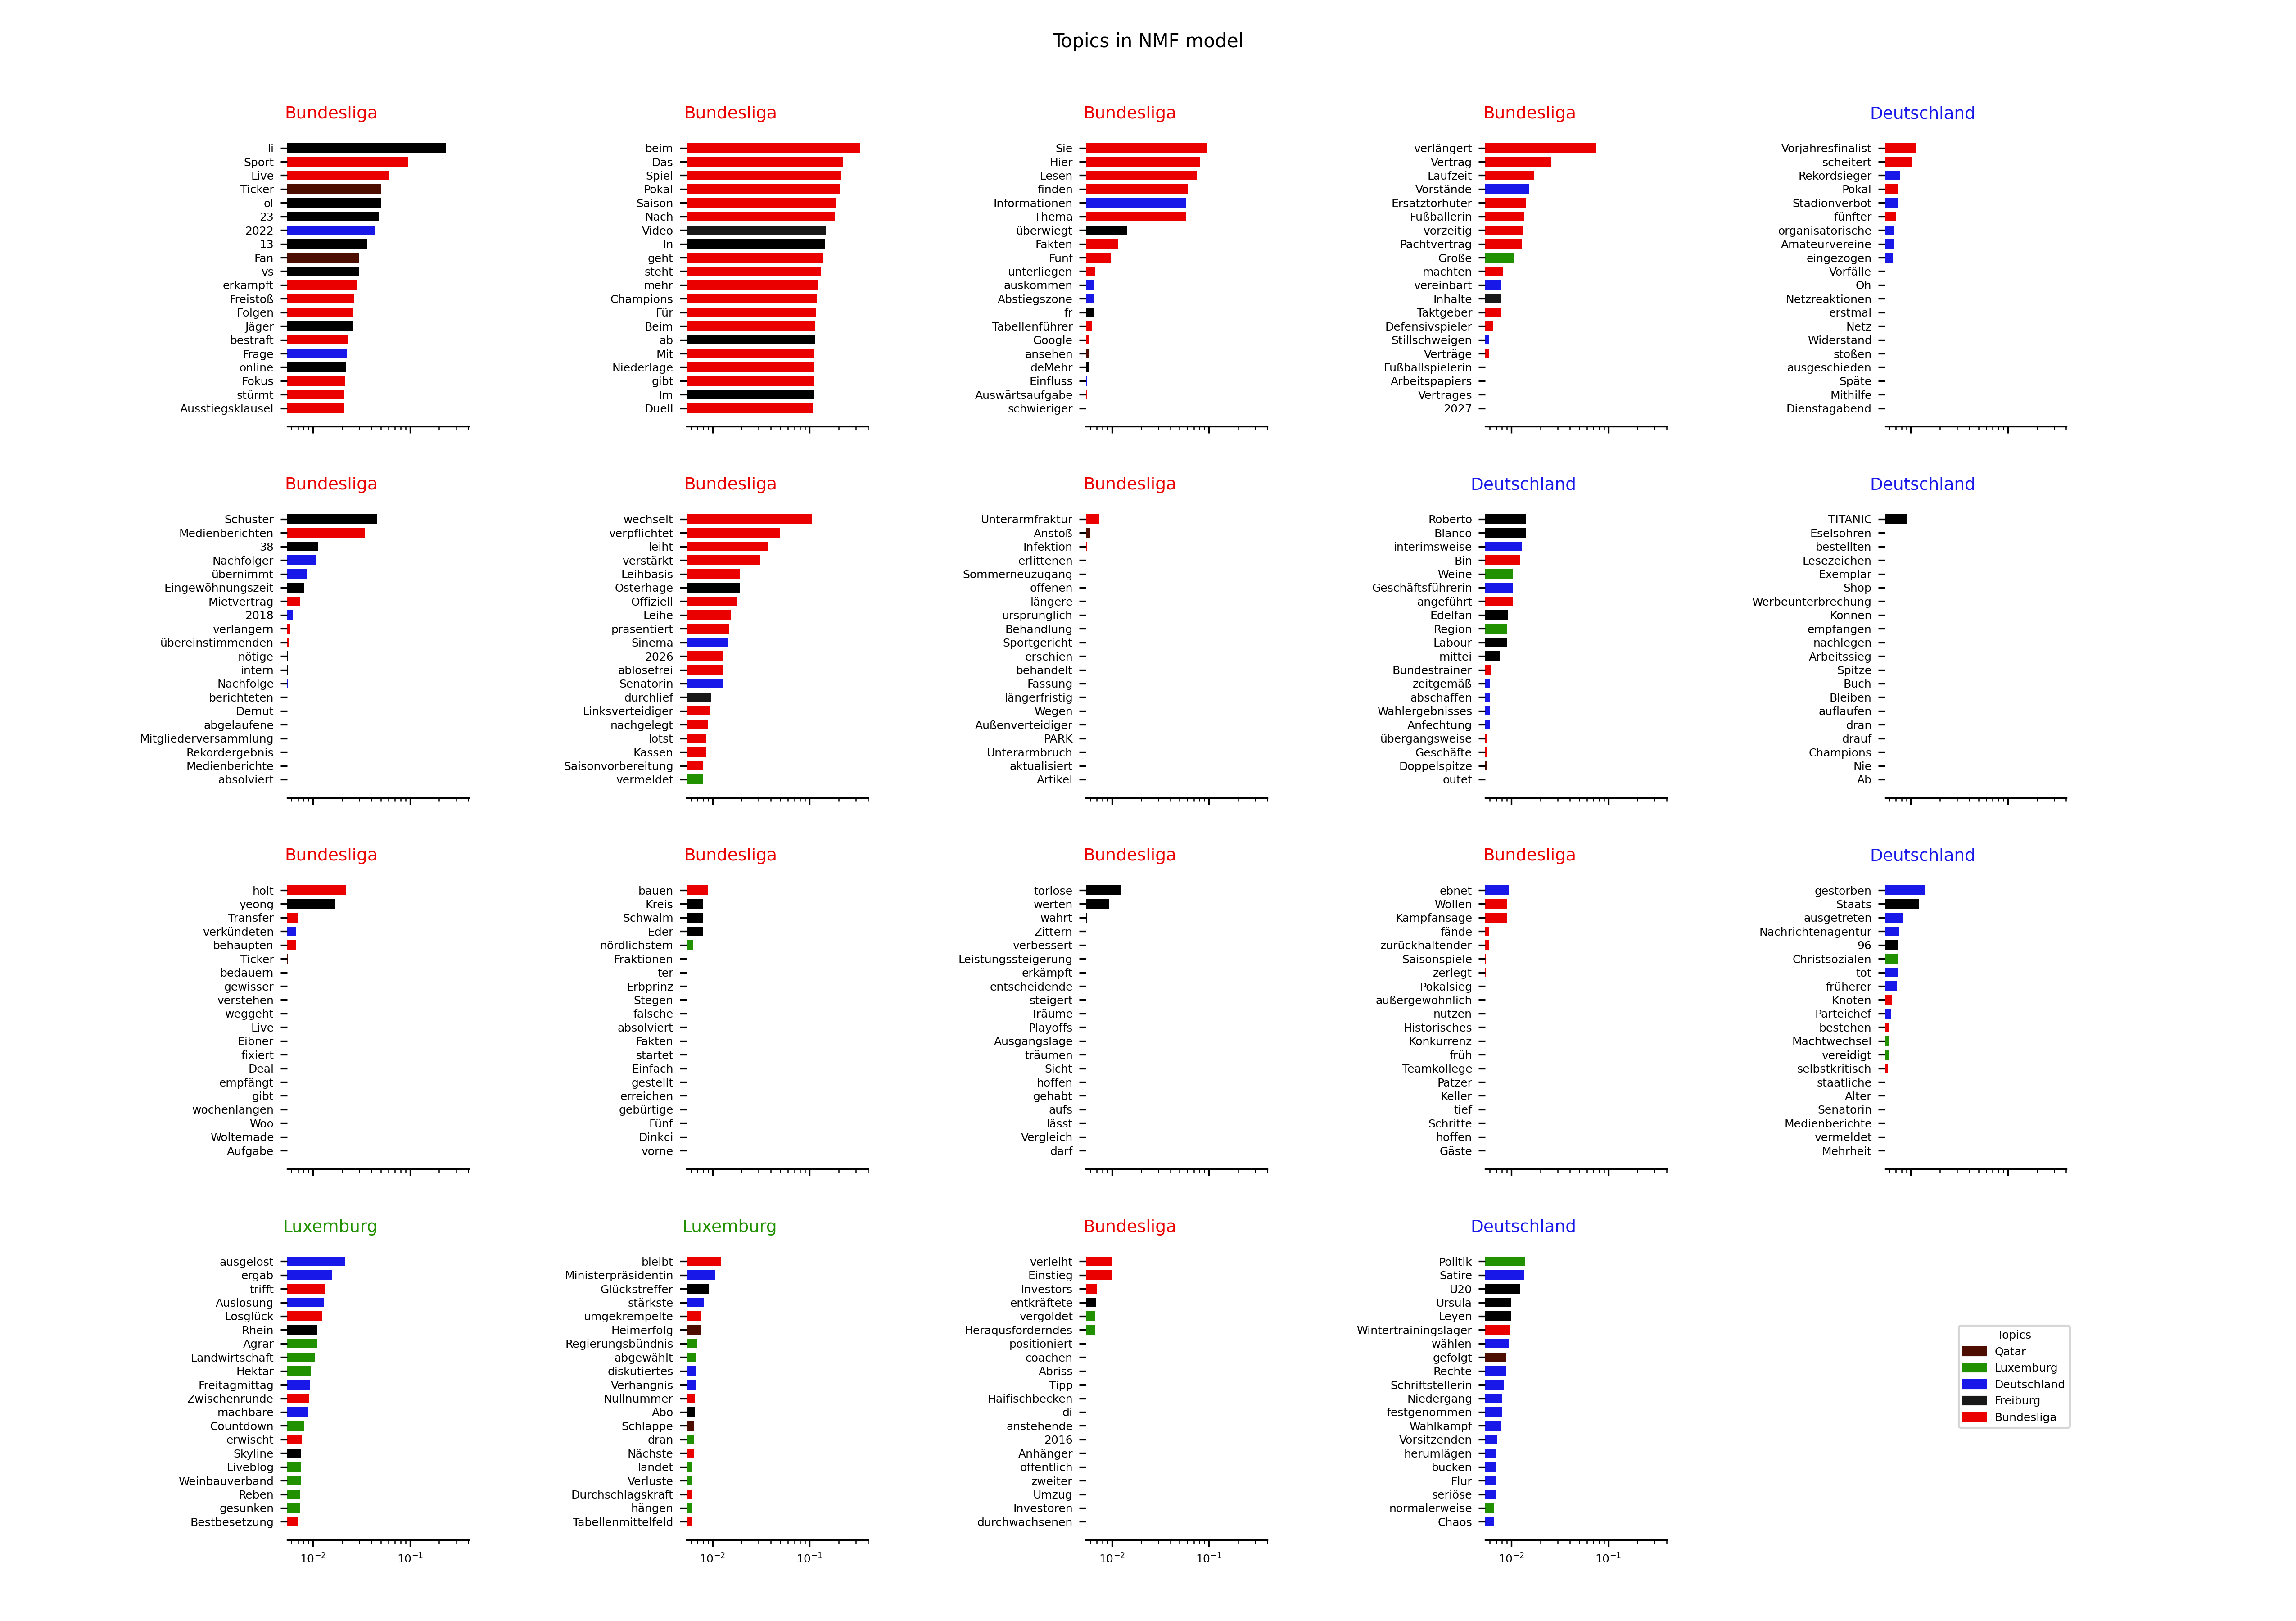 Topics in NMF model
Bundesliga
li
Sport
Live
Ticker
ol
23
2022
13
Fan
vs
erkämpft
Freistoß
Folgen
Jäger
bestraft
Frage
online
Fokus
stürmt
Ausstiegsklausel
Bundesliga
beim
Das
Spiel
Pokal
Saison
Nach
Video
In
geht
steht
mehr
Champions
Für
Beim
ab
Mit
Niederlage
gibt
Im
Duell
Bundesliga
Sie
Hier
Lesen
finden
Informationen
Thema
überwiegt
Fakten
Fünf
unterliegen
auskommen
Abstiegszone
fr
Tabellenführer
Google
ansehen
deMehr
Einfluss
Auswärtsaufgabe
schwieriger
Bundesliga
verlängert
Vertrag
Laufzeit
Vorstände
Ersatztorhüter
Fußballerin
vorzeitig
Pachtvertrag
Größe
machten
vereinbart
Inhalte
Taktgeber
Defensivspieler
Stillschweigen
Verträge
Fußballspielerin
Arbeitspapiers
Vertrages
2027
Deutschland
Vorjahresfinalist
scheitert
Rekordsieger
Pokal
Stadionverbot
fünfter
organisatorische
Amateurvereine
eingezogen
Vorfälle
Oh
Netzreaktionen
erstmal
Netz
Widerstand
stoßen
ausgeschieden
Späte
Mithilfe
Dienstagabend
Bundesliga
Schuster
Medienberichten
38
Nachfolger
übernimmt
Eingewöhnungszeit
Mietvertrag
2018
verlängern
übereinstimmenden
nötige
intern
Nachfolge
berichteten
Demut
abgelaufene
Mitgliederversammlung
Rekordergebnis
Medienberichte
absolviert
Bundesliga
wechselt
verpflichtet
leiht
verstärkt
Leihbasis
Osterhage
Offiziell
Leihe
präsentiert
Sinema
2026
ablösefrei
Senatorin
durchlief
Linksverteidiger
nachgelegt
lotst
Kassen
Saisonvorbereitung
vermeldet
Bundesliga
Unterarmfraktur
Anstoß
Infektion
erlittenen
Sommerneuzugang
offenen
längere
ursprünglich
Behandlung
Sportgericht
erschien
behandelt
Fassung
längerfristig
Wegen
Außenverteidiger
PARK
Unterarmbruch
aktualisiert
Artikel
Deutschland
Roberto
Blanco
interimsweise
Bin
Weine
Geschäftsführerin
angeführt
Edelfan
Region
Labour
mittei
Bundestrainer
zeitgemäß
abschaffen
Wahlergebnisses
Anfechtung
übergangsweise
Geschäfte
Doppelspitze
outet
Deutschland
TITANIC
Eselsohren
bestellten
Lesezeichen
Exemplar
Shop
Werbeunterbrechung
Können
empfangen
nachlegen
Arbeitssieg
Spitze
Buch
Bleiben
auflaufen
dran
drauf
Champions
Nie
Ab
Bundesliga
holt
yeong
Transfer
verkündeten
behaupten
Ticker
bedauern
gewisser
verstehen
weggeht
Live
Eibner
fixiert
Deal
empfängt
gibt
wochenlangen
Woo
Woltemade
Aufgabe
Bundesliga
bauen
Kreis
Schwalm
Eder
nördlichstem
Fraktionen
ter
Erbprinz
Stegen
falsche
absolviert
Fakten
startet
Einfach
gestellt
erreichen
gebürtige
Fünf
Dinkci
vorne
Bundesliga
torlose
werten
wahrt
Zittern
verbessert
Leistungssteigerung
erkämpft
entscheidende
steigert
Träume
Playoffs
Ausgangslage
träumen
Sicht
hoffen
gehabt
aufs
lässt
Vergleich
darf
Bundesliga
ebnet
Wollen
Kampfansage
fände
zurückhaltender
Saisonspiele
zerlegt
Pokalsieg
außergewöhnlich
nutzen
Historisches
Konkurrenz
früh
Teamkollege
Patzer
Keller
tief
Schritte
hoffen
Gäste
Deutschland
gestorben
Staats
ausgetreten
Nachrichtenagentur
96
Christsozialen
tot
früherer
Knoten
Parteichef
bestehen
Machtwechsel
vereidigt
selbstkritisch
staatliche
Alter
Senatorin
Medienberichte
vermeldet
Mehrheit
Luxemburg
ausgelost
ergab
trifft
Auslosung
Losglück
Rhein
Agrar
Landwirtschaft
Hektar
Freitagmittag
Zwischenrunde
machbare
Countdown
erwischt
Skyline
Liveblog
Weinbauverband
Reben
gesunken
Bestbesetzung
10⁻² 10⁻¹
Luxemburg
bleibt
Ministerpräsidentin
Glückstreffer
stärkste
umgekrempelte
Heimerfolg
Regierungsbündnis
abgewählt
diskutiertes
Verhängnis
Nullnummer
Abo
Schlappe
dran
Nächste
landet
Verluste
Durchschlagskraft
hängen
Tabellenmittelfeld
10⁻² 10⁻¹
Bundesliga
verleiht
Einstieg
Investors
entkräftete
vergoldet
Heraqusforderndes
positioniert
coachen
Abriss
Tipp
Haifischbecken
di
anstehende
2016
Anhänger
öffentlich
zweiter
Umzug
Investoren
durchwachsenen
10⁻² 10⁻¹
Deutschland
Politik
Satire
U20
Ursula
Leyen
Wintertrainingslager
wählen
gefolgt
Rechte
Schriftstellerin
Niedergang
festgenommen
Wahlkampf
Vorsitzenden
herumlägen
bücken
Flur
seriöse
normalerweise
Chaos
10⁻² 10⁻¹
Topics
Qatar
Luxemburg
Deutschland
Freiburg
Bundesliga